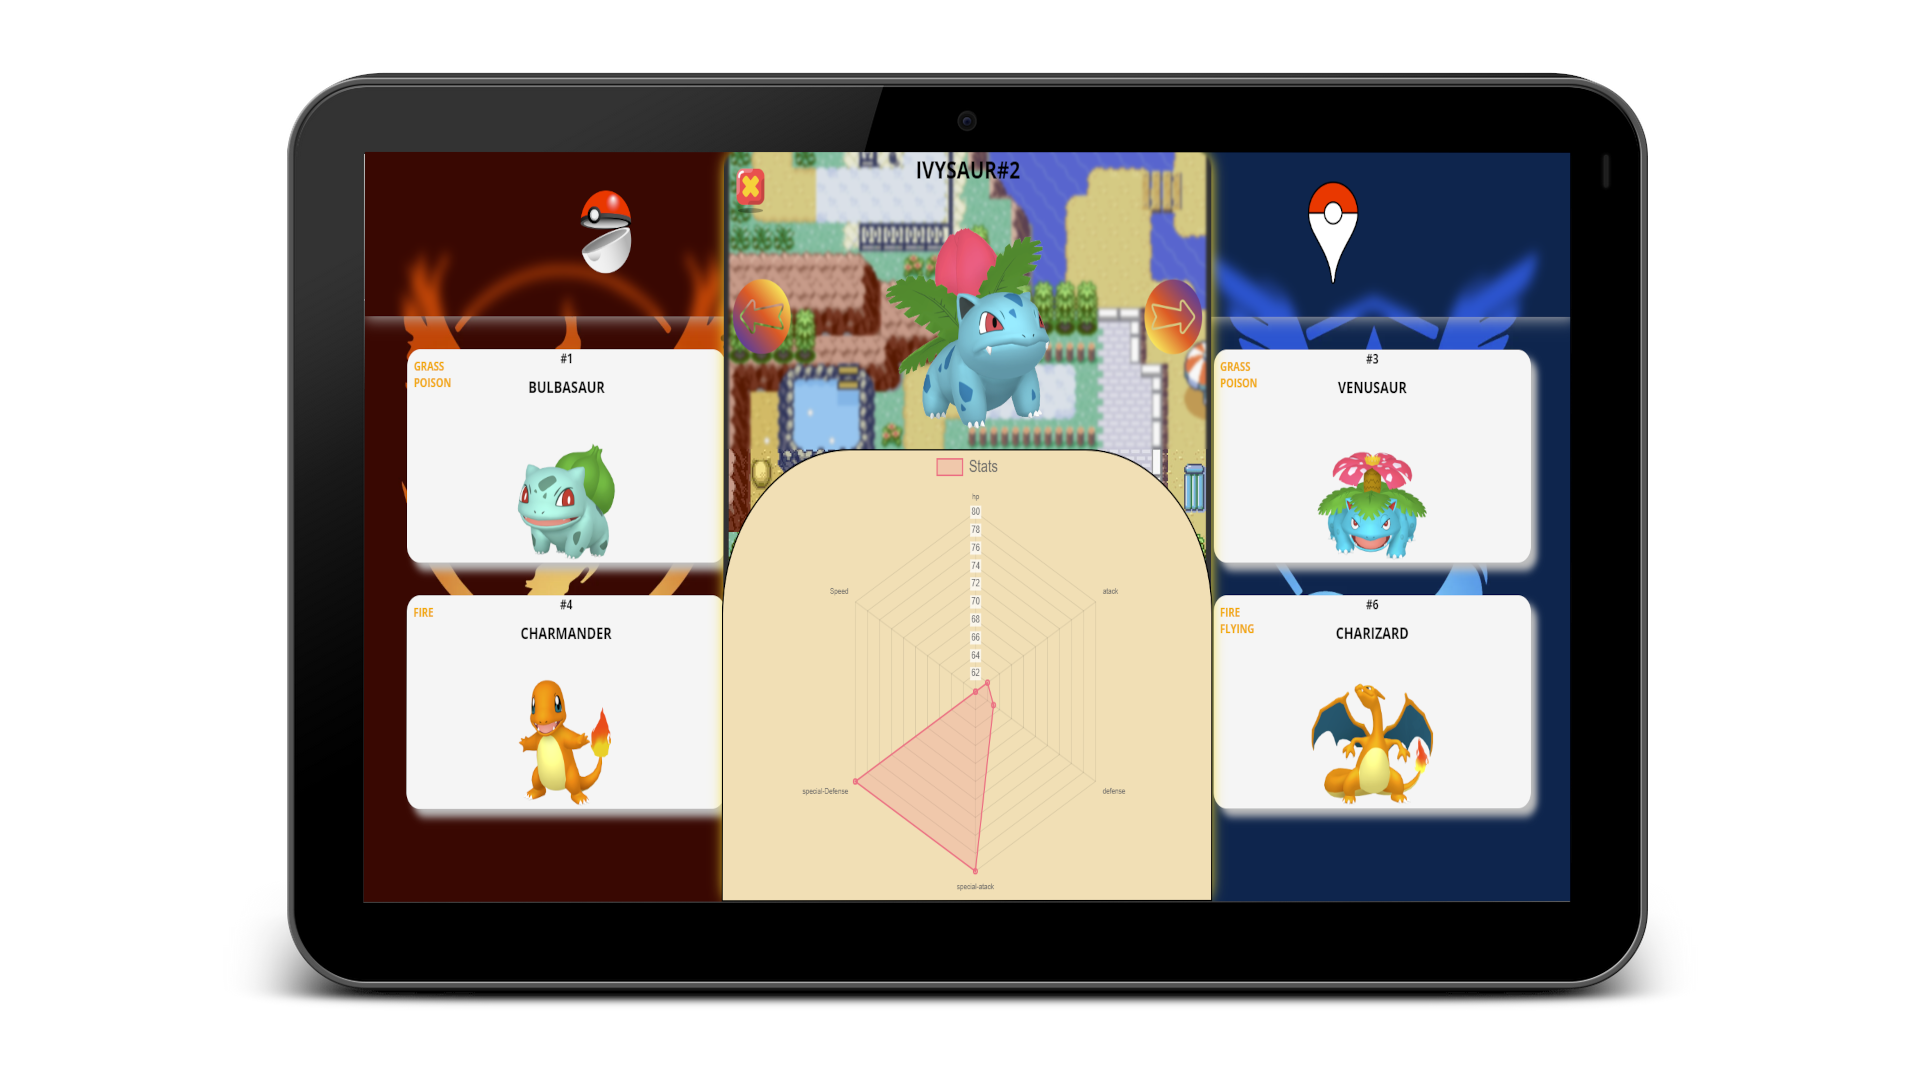 IVYSAUR#2
GRASS
POISON
#1
BULBASAUR
GRASS
POISON
#3
VENUSAUR
Stats
hp
80
78
76
74
72
70
68
66
64
62
Speed
atack
special-Defense
defense
special-atack
FIRE
#4
CHARMANDER
FIRE
FLYING
#6
CHARIZARD